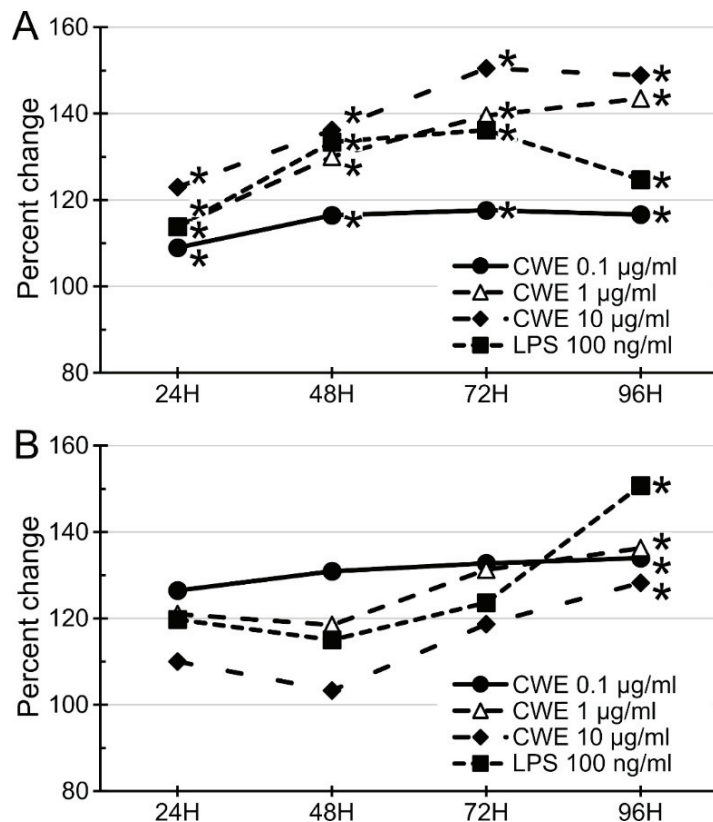 A
Percent change
160
140
120
100
80
24H 48H 72H 96H
CWE 0.1 µg/ml
CWE 1 µg/ml
CWE 10 µg/ml
LPS 100 ng/ml
* * * *
* * * *
* * * *
* * * *
B
Percent change
160
140
120
100
80
24H 48H 72H 96H
CWE 0.1 µg/ml
CWE 1 µg/ml
CWE 10 µg/ml
LPS 100 ng/ml
*
*
*
*